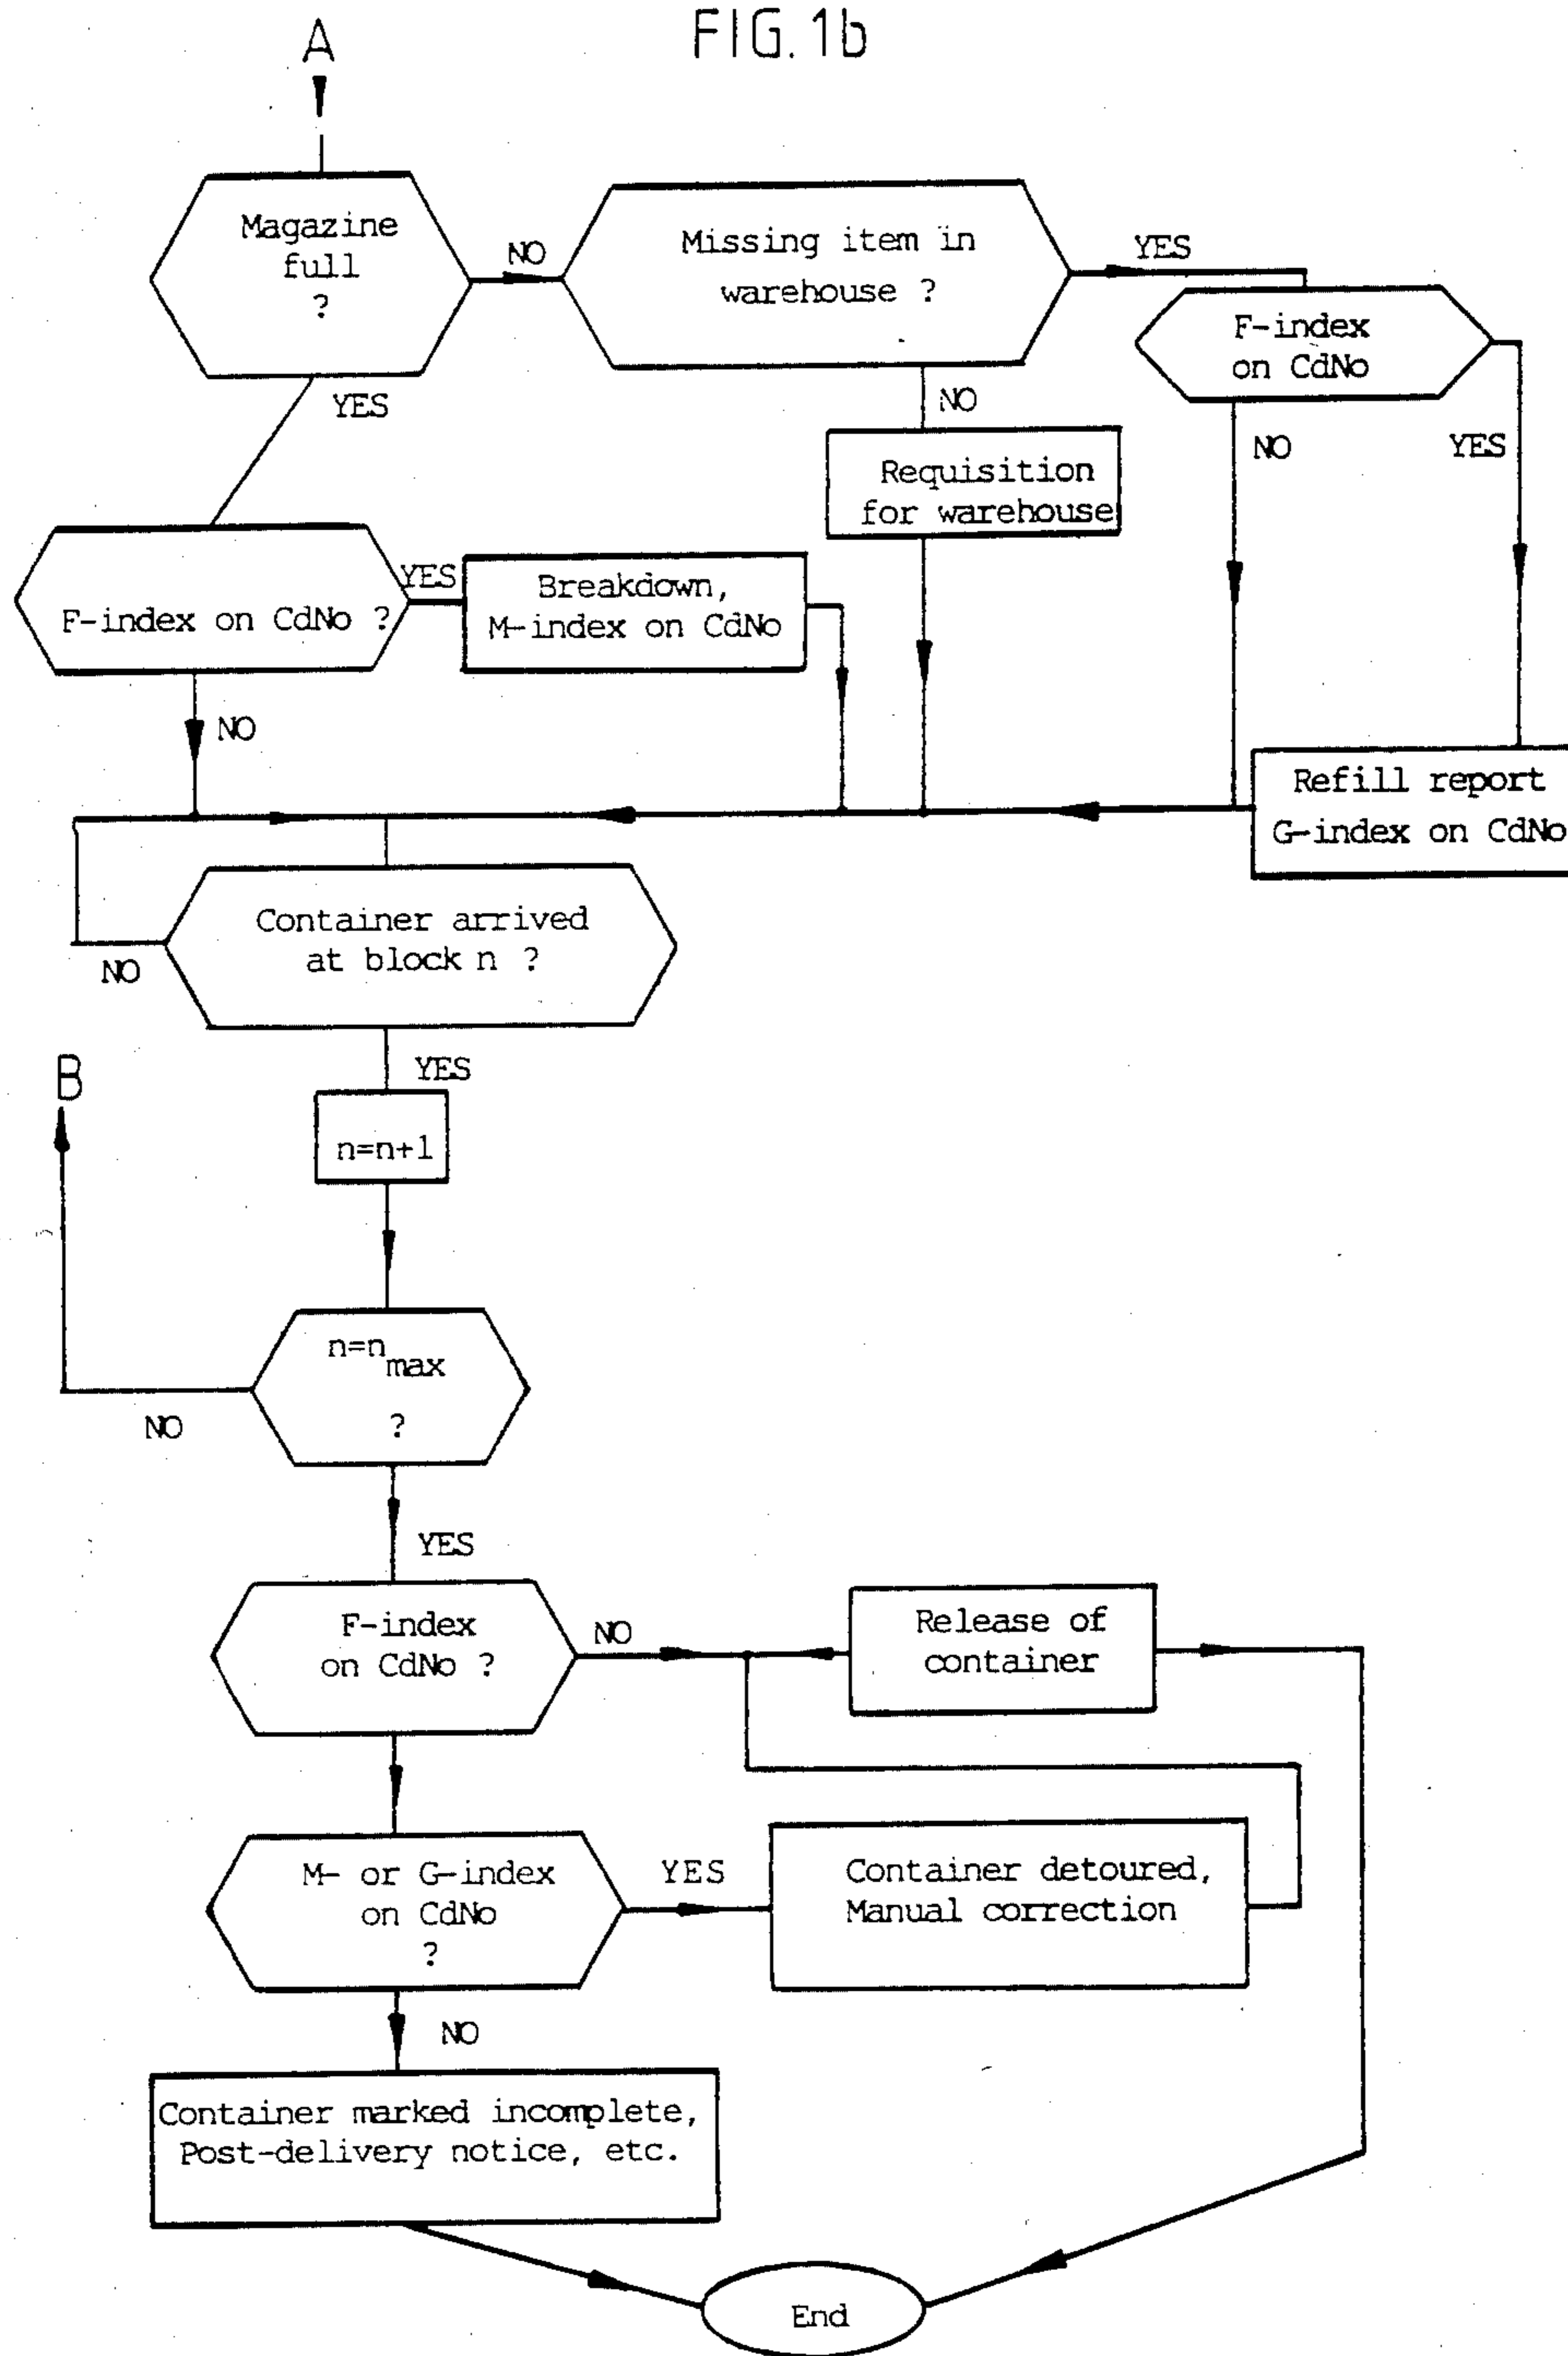 FIG. 1b
A
Magazine
full
?
NO
Missing item in
warehouse ?
YES
F-index
on CdNo
YES
NO
NO
YES
Requisition
for warehouse
F-index on CdNo ?
YES
Breakdown,
M-index on CdNo
NO
Refill report
G-index on CdNo
Container arrived
at block n ?
NO
YES
B
n=n+1
n=nmax
?
NO
YES
F-index
on CdNo ?
NO
Release of
container
M- or G-index
on CdNo
?
YES
Container detoured,
Manual correction
NO
Container marked incomplete,
Post-delivery notice, etc.
End